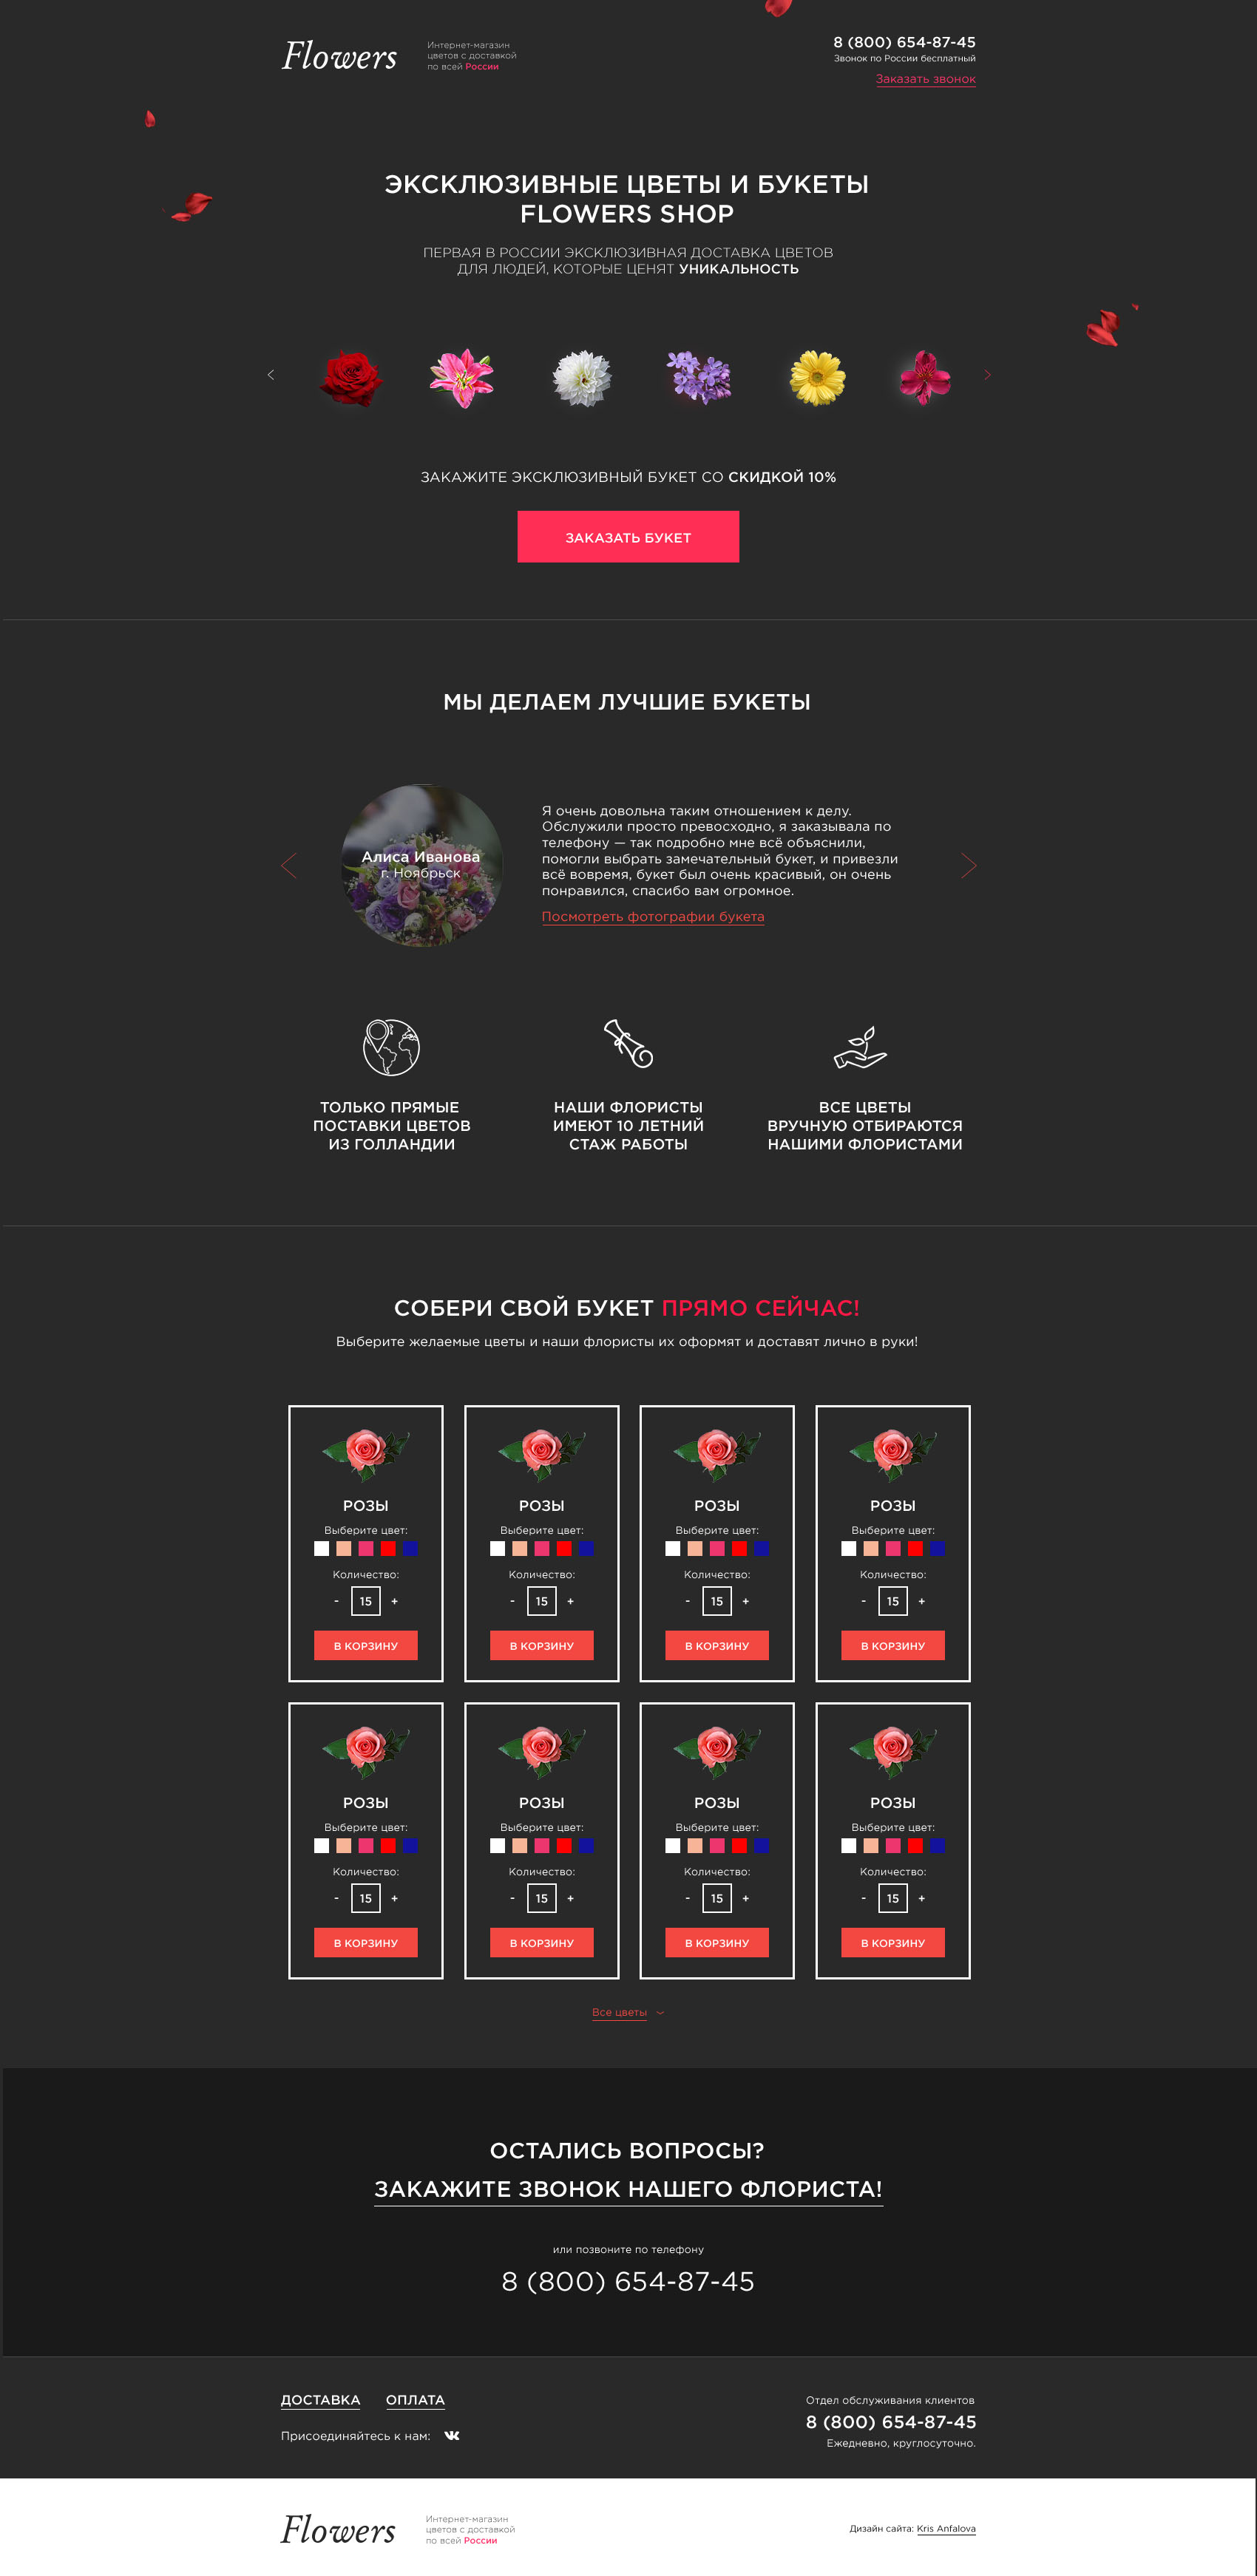 Flowers
Интернет-магазин
цветов с доставкой
по всей России
8 (800) 654-87-45
Звонок по России бесплатный
Заказать звонок
ЭКСКЛЮЗИВНЫЕ ЦВЕТЫ И БУКЕТЫ
FLOWERS SHOP
ПЕРВАЯ В РОССИИ ЭКСКЛЮЗИВНАЯ ДОСТАВКА ЦВЕТОВ
ДЛЯ ЛЮДЕЙ, КОТОРЫЕ ЦЕНЯТ УНИКАЛЬНОСТЬ
ЗАКАЖИТЕ ЭКСКЛЮЗИВНЫЙ БУКЕТ СО СКИДКОЙ 10%
ЗАКАЗАТЬ БУКЕТ
МЫ ДЕЛАЕМ ЛУЧШИЕ БУКЕТЫ
Алиса Иванова
г. Ноябрьск
Я очень довольна таким отношением к делу.
Обслужили просто превосходно, я заказывала по
телефону — так подробно мне всё объяснили,
помогли выбрать замечательный букет, и привезли
всё вовремя, букет был очень красивый, он очень
понравился, спасибо вам огромное.
Посмотреть фотографии букета
ТОЛЬКО ПРЯМЫЕ
ПОСТАВКИ ЦВЕТОВ
ИЗ ГОЛЛАНДИИ
НАШИ ФЛОРИСТЫ
ИМЕЮТ 10 ЛЕТНИЙ
СТАЖ РАБОТЫ
ВСЕ ЦВЕТЫ
ВРУЧНУЮ ОТБИРАЮТСЯ
НАШИМИ ФЛОРИСТАМИ
СОБЕРИ СВОЙ БУКЕТ ПРЯМО СЕЙЧАС!
Выберите желаемые цветы и наши флористы их оформят и доставят лично в руки!
РОЗЫ
Выберите цвет:
Количество:
- 15 +
В КОРЗИНУ
РОЗЫ
Выберите цвет:
Количество:
- 15 +
В КОРЗИНУ
РОЗЫ
Выберите цвет:
Количество:
- 15 +
В КОРЗИНУ
РОЗЫ
Выберите цвет:
Количество:
- 15 +
В КОРЗИНУ
РОЗЫ
Выберите цвет:
Количество:
- 15 +
В КОРЗИНУ
РОЗЫ
Выберите цвет:
Количество:
- 15 +
В КОРЗИНУ
РОЗЫ
Выберите цвет:
Количество:
- 15 +
В КОРЗИНУ
РОЗЫ
Выберите цвет:
Количество:
- 15 +
В КОРЗИНУ
Все цветы
ОСТАЛИСЬ ВОПРОСЫ?
ЗАКАЖИТЕ ЗВОНОК НАШЕГО ФЛОРИСТА!
или позвоните по телефону
8 (800) 654-87-45
ДОСТАВКА ОПЛАТА
Присоединяйтесь к нам:
Отдел обслуживания клиентов
8 (800) 654-87-45
Ежедневно, круглосуточно.
Flowers
Интернет-магазин
цветов с доставкой
по всей России
Дизайн сайта: Kris Anfalova